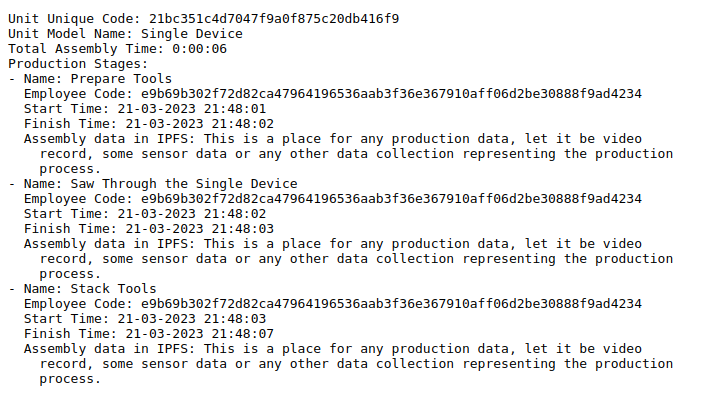 Unit Unique Code: 21bc351c4d7047f9a0f875c20db416f9
Unit Model Name: Single Device
Total Assembly Time: 0:00:06
Production Stages:
- Name: Prepare Tools
  Employee Code: e9b69b302f72d82ca47964196536aab3f36e367910aff06d2be30888f9ad4234
  Start Time: 21-03-2023 21:48:01
  Finish Time: 21-03-2023 21:48:02
  Assembly data in IPFS: This is a place for any production data, let it be video
    record, some sensor data or any other data collection representing the production
    process.
- Name: Saw Through the Single Device
  Employee Code: e9b69b302f72d82ca47964196536aab3f36e367910aff06d2be30888f9ad4234
  Start Time: 21-03-2023 21:48:02
  Finish Time: 21-03-2023 21:48:03
  Assembly data in IPFS: This is a place for any production data, let it be video
    record, some sensor data or any other data collection representing the production
    process.
- Name: Stack Tools
  Employee Code: e9b69b302f72d82ca47964196536aab3f36e367910aff06d2be30888f9ad4234
  Start Time: 21-03-2023 21:48:03
  Finish Time: 21-03-2023 21:48:07
  Assembly data in IPFS: This is a place for any production data, let it be video
    record, some sensor data or any other data collection representing the production
    process.